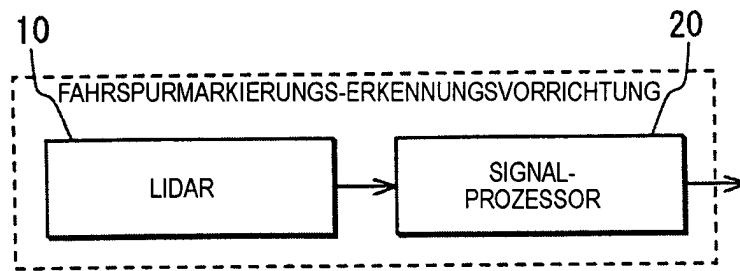 10
20
FAHRSPURMARKIERUNGS-ERKENNUNGSVORRICHTUNG
LIDAR
SIGNAL-
PROZESSOR